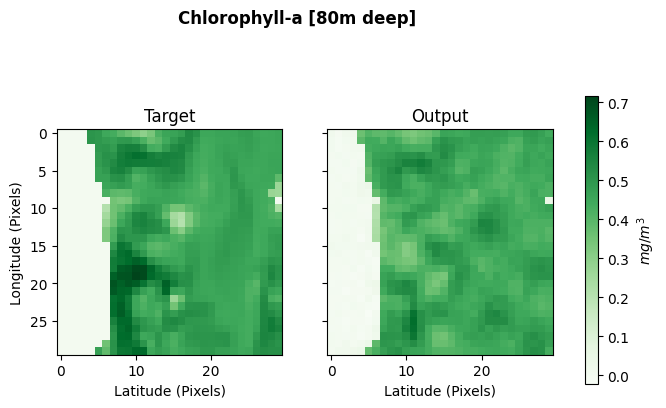 Chlorophyll-a [80m deep]
Target
Output
0
5
10
15
20
25
Longitude (Pixels)
0
10
20
Latitude (Pixels)
0
10
20
Latitude (Pixels)
0.7
0.6
0.5
0.4
0.3
0.2
0.1
0.0
mg/m³